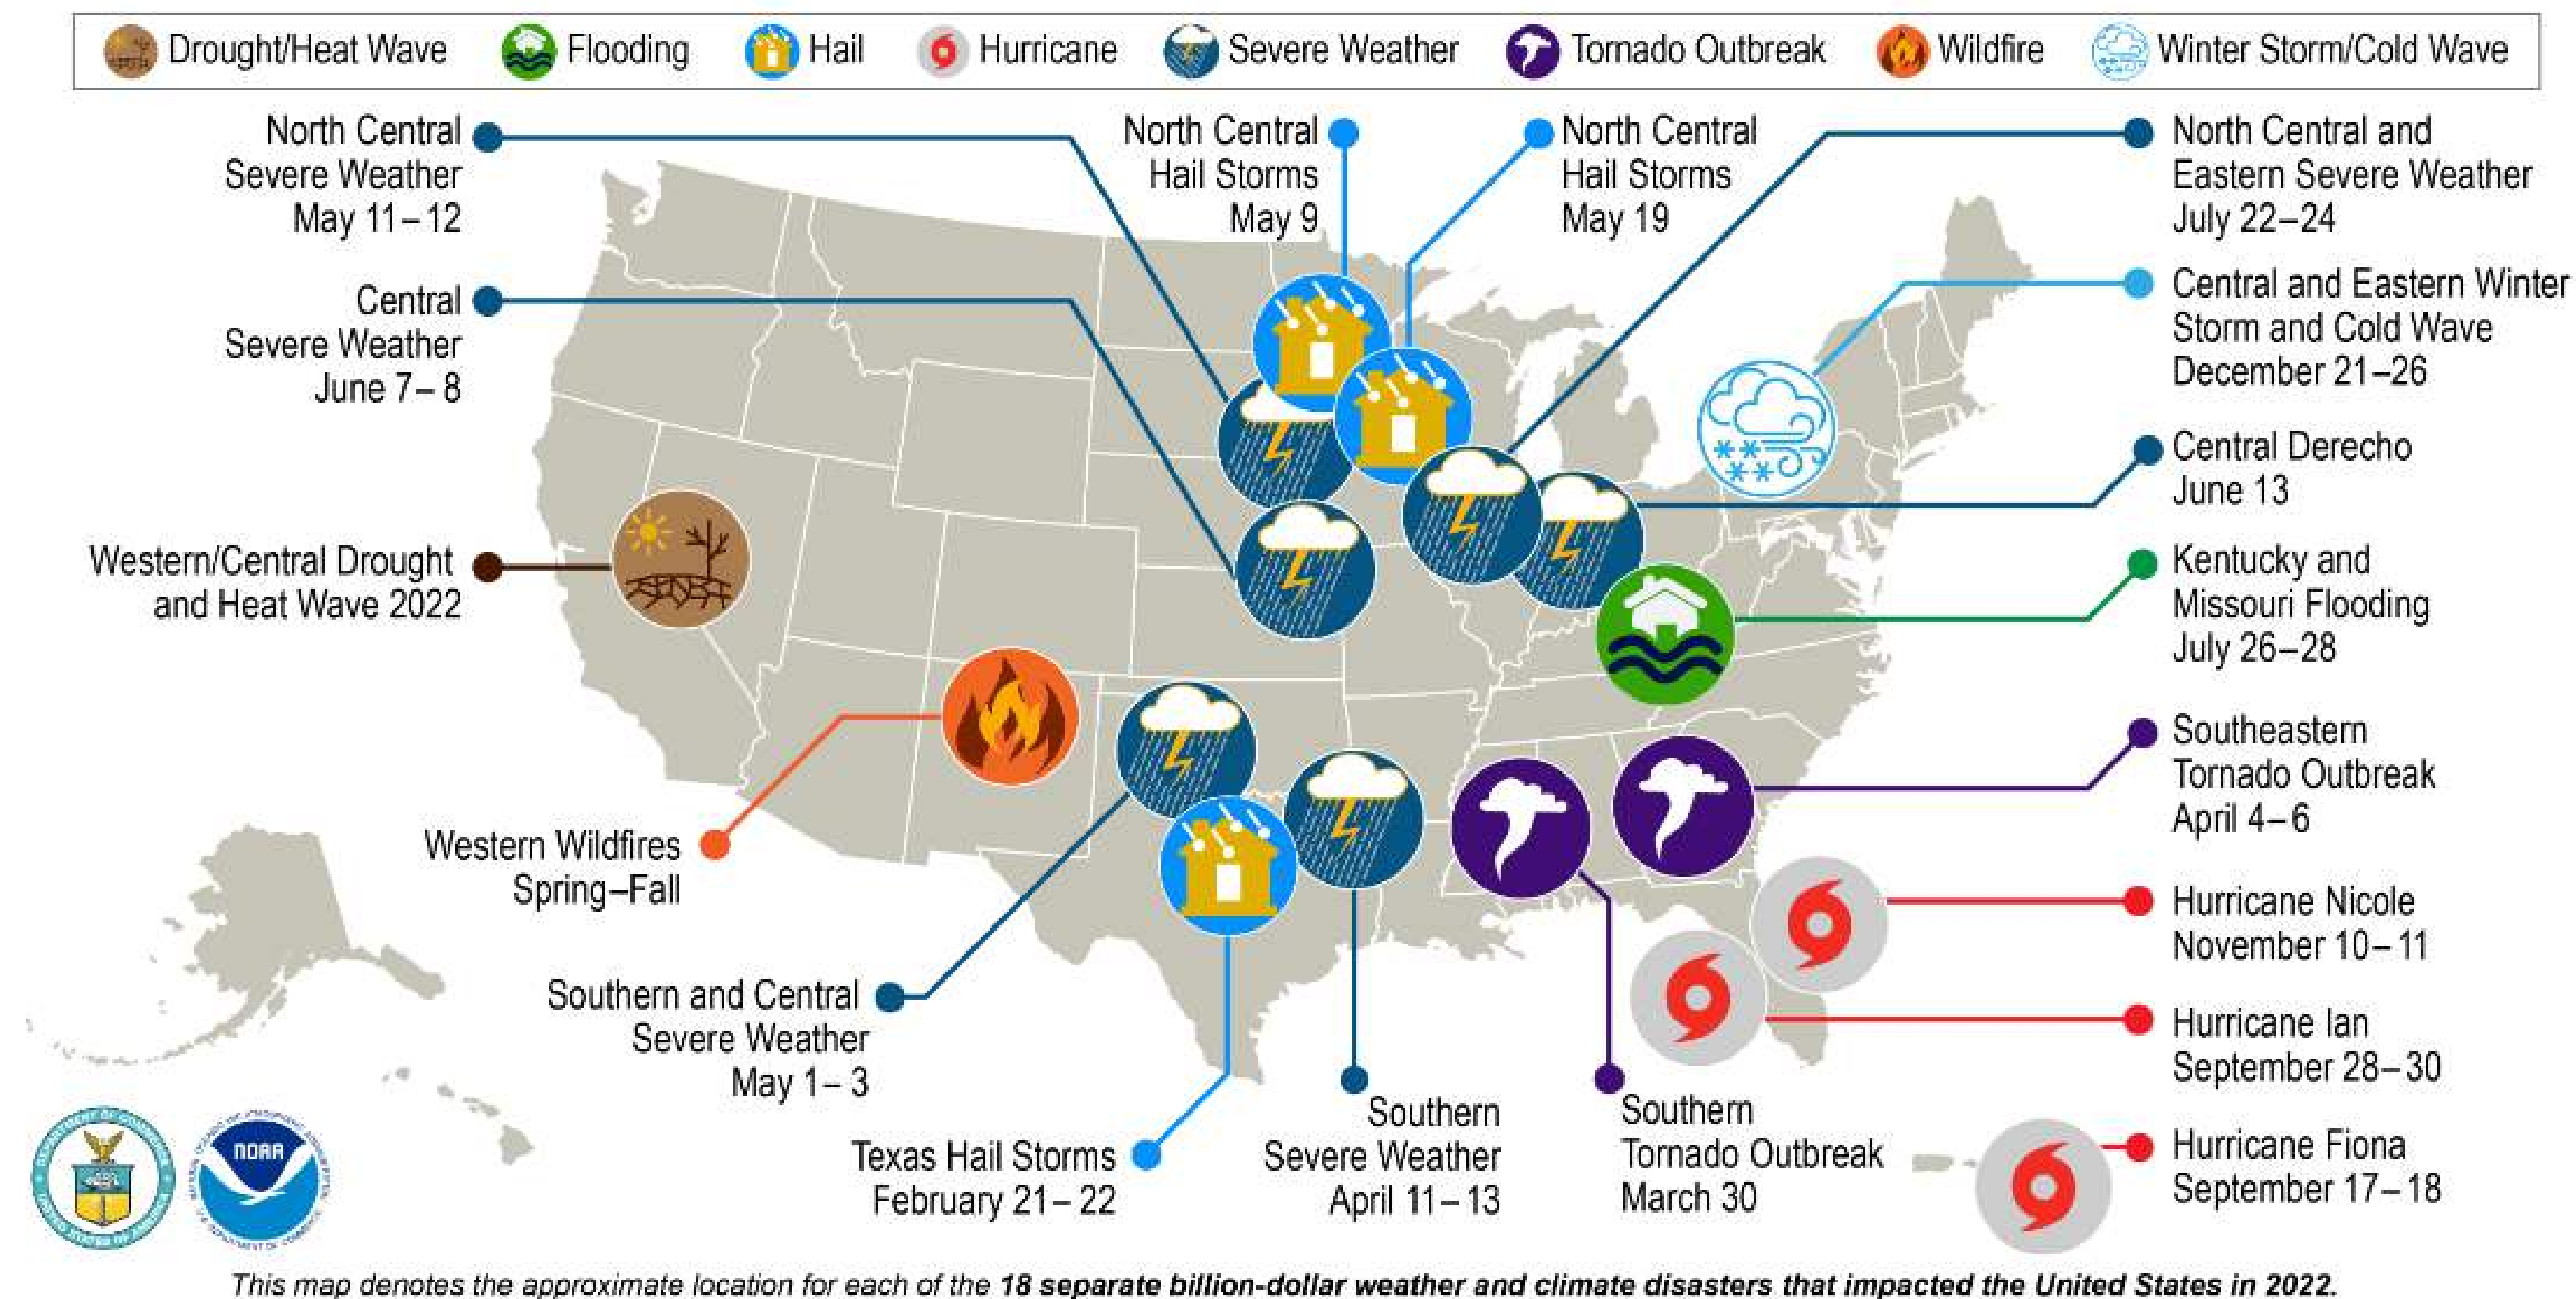 Drought/Heat Wave Flooding Hail Hurricane Severe Weather Tornado Outbreak Wildfire Winter Storm/Cold Wave
North Central
Severe Weather
May 11–12
North Central
Hail Storms
May 9
North Central
Hail Storms
May 19
North Central and
Eastern Severe Weather
July 22–24
Central
Severe Weather
June 7–8
Central and Eastern Winter
Storm and Cold Wave
December 21–26
Central Derecho
June 13
Western/Central Drought
and Heat Wave 2022
Kentucky and
Missouri Flooding
July 26–28
Southeastern
Tornado Outbreak
April 4–6
Western Wildfires
Spring–Fall
Hurricane Nicole
November 10–11
Southern and Central
Severe Weather
May 1–3
Hurricane Ian
September 28–30
Texas Hail Storms
February 21–22
Southern
Severe Weather
April 11–13
Southern
Tornado Outbreak
March 30
Hurricane Fiona
September 17–18
NOAA
This map denotes the approximate location for each of the 18 separate billion-dollar weather and climate disasters that impacted the United States in 2022.